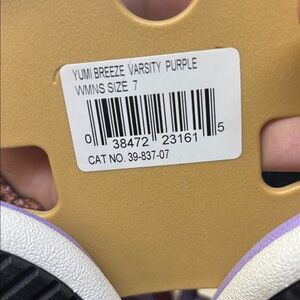 YUMI BREEZE VARSITY PURPLE
WMNS SIZE 7
0 38472 23161 5
CAT NO. 39-837-07